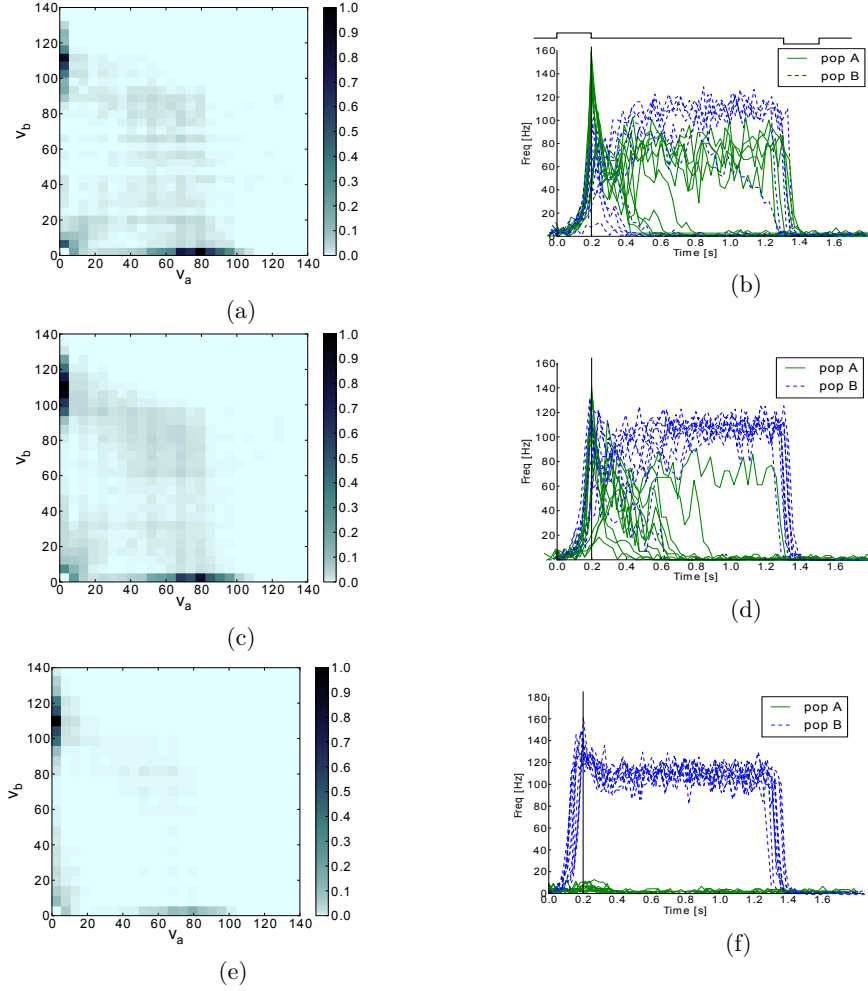 140
120
100
80
60
40
20
0
V_b
0 20 40 60 80 100 120 140
V_a
1.0
0.9
0.8
0.7
0.6
0.5
0.4
0.3
0.2
0.1
0.0
(a)
160
140
120
100
80
60
40
20
Freq [Hz]
0.0 0.2 0.4 0.6 0.8 1.0 1.2 1.4 1.6
Time [s]
pop A
pop B
(b)
140
120
100
80
60
40
20
0
V_b
0 20 40 60 80 100 120 140
V_a
1.0
0.9
0.8
0.7
0.6
0.5
0.4
0.3
0.2
0.1
0.0
(c)
160
140
120
100
80
60
40
20
Freq [Hz]
0.0 0.2 0.4 0.6 0.8 1.0 1.2 1.4 1.6
Time [s]
pop A
pop B
(d)
140
120
100
80
60
40
20
0
V_b
0 20 40 60 80 100 120 140
V_a
1.0
0.9
0.8
0.7
0.6
0.5
0.4
0.3
0.2
0.1
0.0
(e)
180
160
140
120
100
80
60
40
20
0
Freq [Hz]
0.0 0.2 0.4 0.6 0.8 1.0 1.2 1.4 1.6
Time [s]
pop A
pop B
(f)